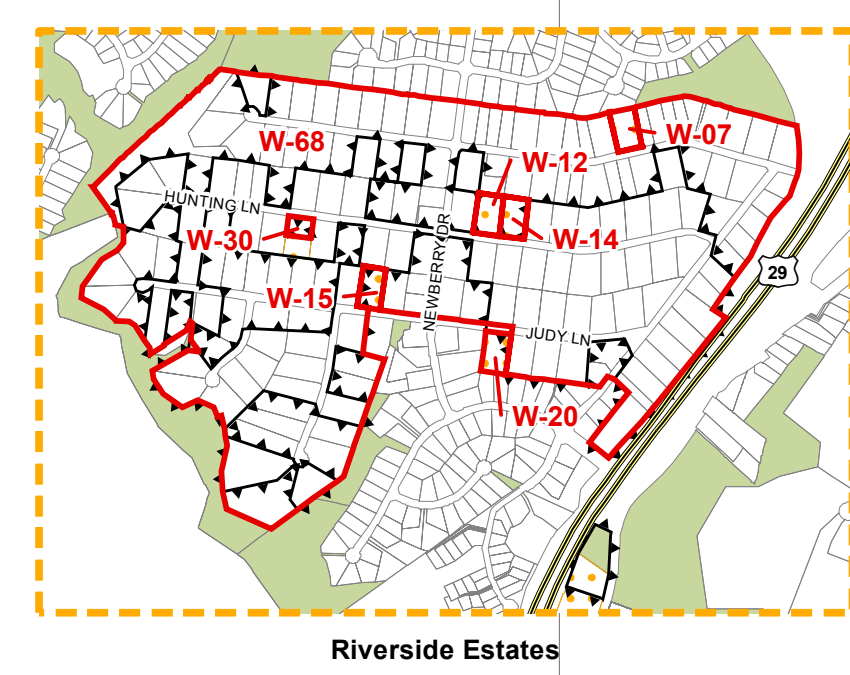 W-07
W-68
W-12
HUNTING LN
W-30
W-14
NEWBERRY DR
29
W-15
JUDY LN
W-20
Riverside Estates